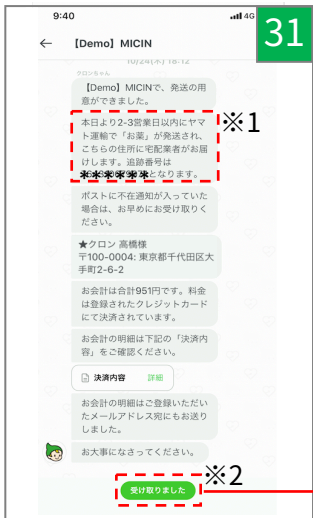 9:40
4G
31
← 【Demo】MICIN
10/24(木) 18:12
クロンちゃん
【Demo】MICINで、発送の用
意ができました。
※1
本日より2-3営業日以内にヤマ
ト運輸で「お薬」が発送され、
こちらの住所に宅配業者がお届
けします。追跡番号は
******となります。
ポストに不在通知が入っていた
場合は、お早めにお受け取りく
ださい。
★クロン 高橋様
〒100-0004: 東京都千代田区大
手町2-6-2
お会計は合計951円です。料金
は登録されたクレジットカード
にて決済されています。
お会計の明細は下記の「決済内
容」をご確認ください。
決済内容 詳細
お会計の明細はご登録いただい
たメールアドレス宛にもお送り
しました。
お大事になさってください。
※2
受け取りました